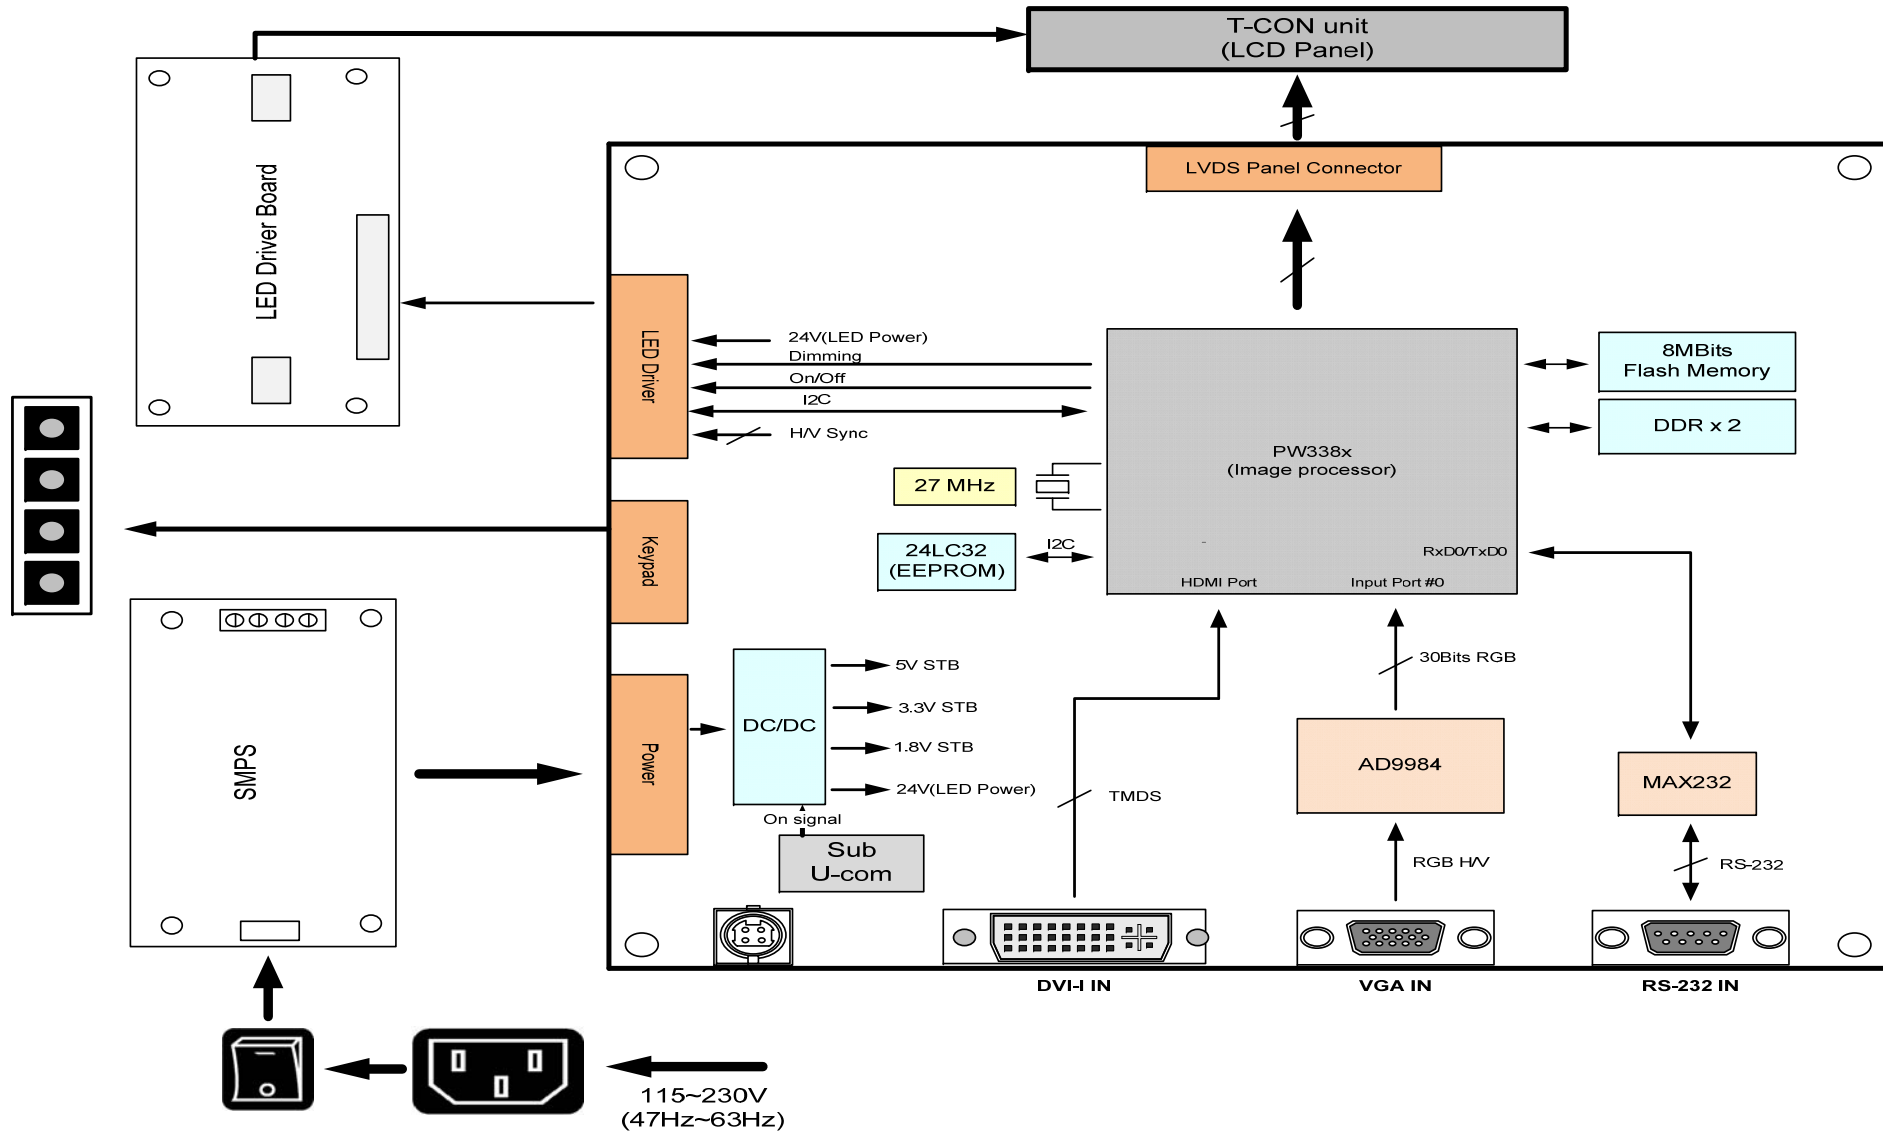 T-CON unit
(LCD Panel)
LVDS Panel Connector
LED Driver Board
LED Driver
24V(LED Power)
Dimming
On/Off
I2C
H/V Sync
8MBits
Flash Memory
DDR x 2
PW338x
(Image processor)
27 MHz
24LC32
(EEPROM)
I2C
RxD0/TxD0
HDMI Port
Input Port #0
Keypad
30Bits RGB
5V STB
3.3V STB
DC/DC
1.8V STB
24V(LED Power)
Power
SMPS
On signal
Sub
U-com
TMDS
AD9984
MAX232
RGB H/V
RS-232
DVI-I IN
VGA IN
RS-232 IN
115~230V
(47Hz~63Hz)